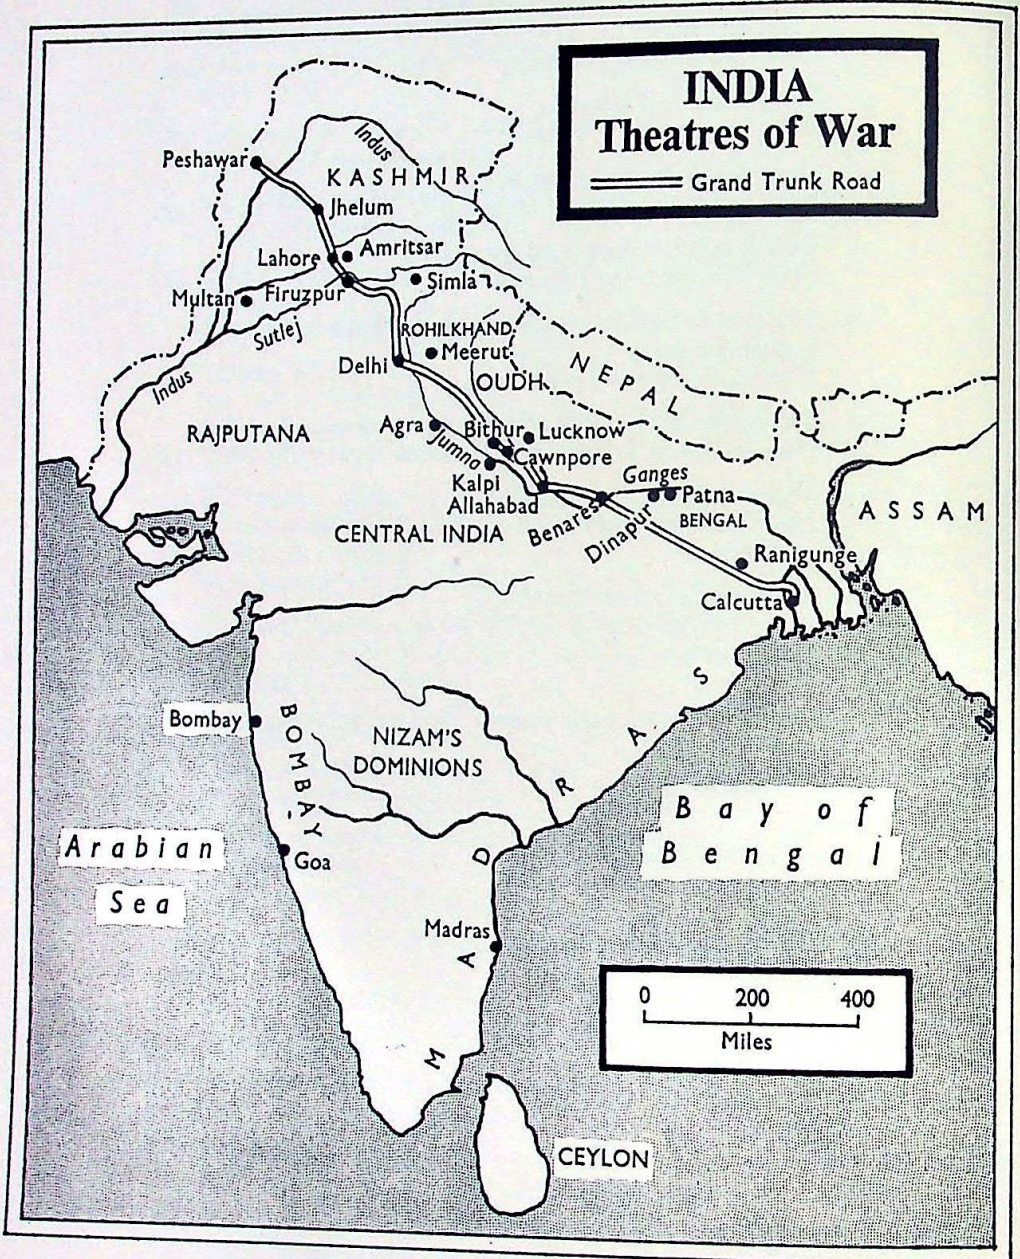 INDIA
Theatres of War
Grand Trunk Road
Indus
Peshawar
KASHMIR
Jhelum
Lahore
Amritsar
Multan
Firuzpur
Simla
Sutlej
ROHILKHAND
Meerut
Delhi
NEPAL
OUDH
Indus
RAJPUTANA
Agra
Jumna
Bithur
Lucknow
Cawnpore
Kalpi
Ganges
Allahabad
Patna
ASSAM
Benares
Dinapur
BENGAL
CENTRAL INDIA
Ranigunge
Calcutta
Bombay
BOMBAY
NIZAM'S
DOMINIONS
MADRAS
Bay of
Bengal
Arabian
Sea
Goa
Madras
0 200 400
Miles
CEYLON